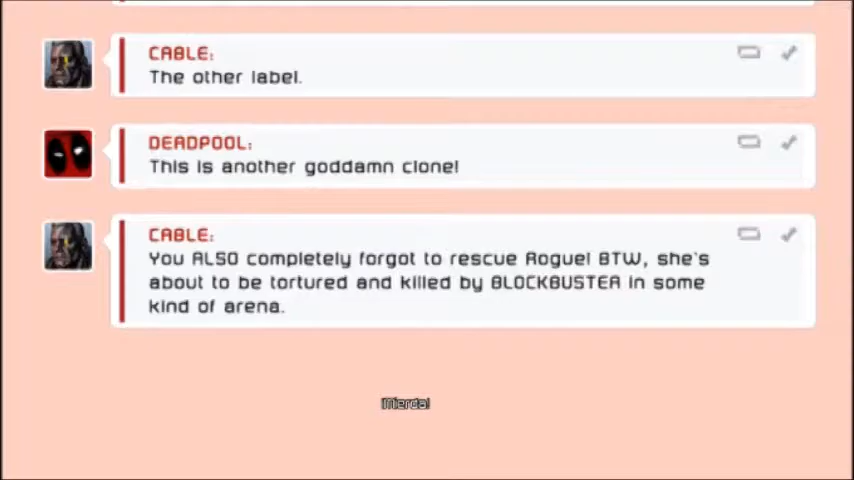 CABLE:
The other label.
DEADPOOL:
This is another goddamn clone!
CABLE:
You ALSO completely forgot to rescue Rogue! BTW, she's
about to be tortured and killed by BLOCKBUSTER in some
kind of arena.
¡Mierda!